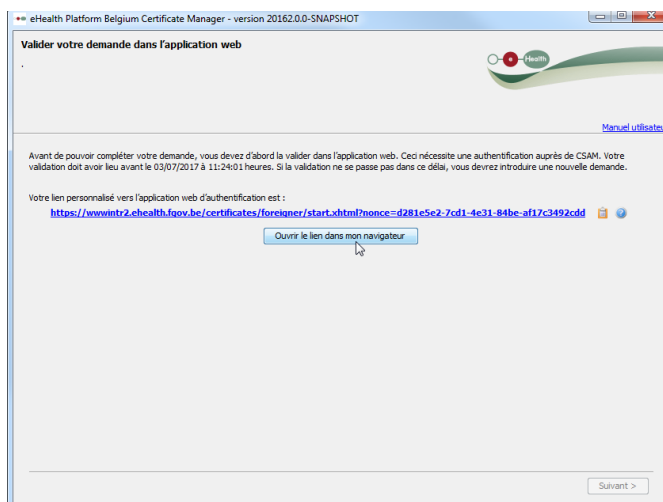 eHealth Platform Belgium Certificate Manager - version 20162.0.0-SNAPSHOT
Valider votre demande dans l'application web
.
e Health
Manuel utilisateu
Avant de pouvoir compléter votre demande, vous devez d'abord la valider dans l'application web. Ceci nécessite une authentification auprès de CSAM. Votre
validation doit avoir lieu avant le 03/07/2017 à 11:24:01 heures. Si la validation ne se passe pas dans ce délai, vous devrez introduire une nouvelle demande.
Votre lien personnalisé vers l'application web d'authentification est :
https://wwwintr2.ehealth.fgov.be/certificates/foreigner/start.xhtml?nonce=d281e5e2-7cd1-4e31-84be-af17c3492cdd
Ouvrir le lien dans mon navigateur
Suivant >